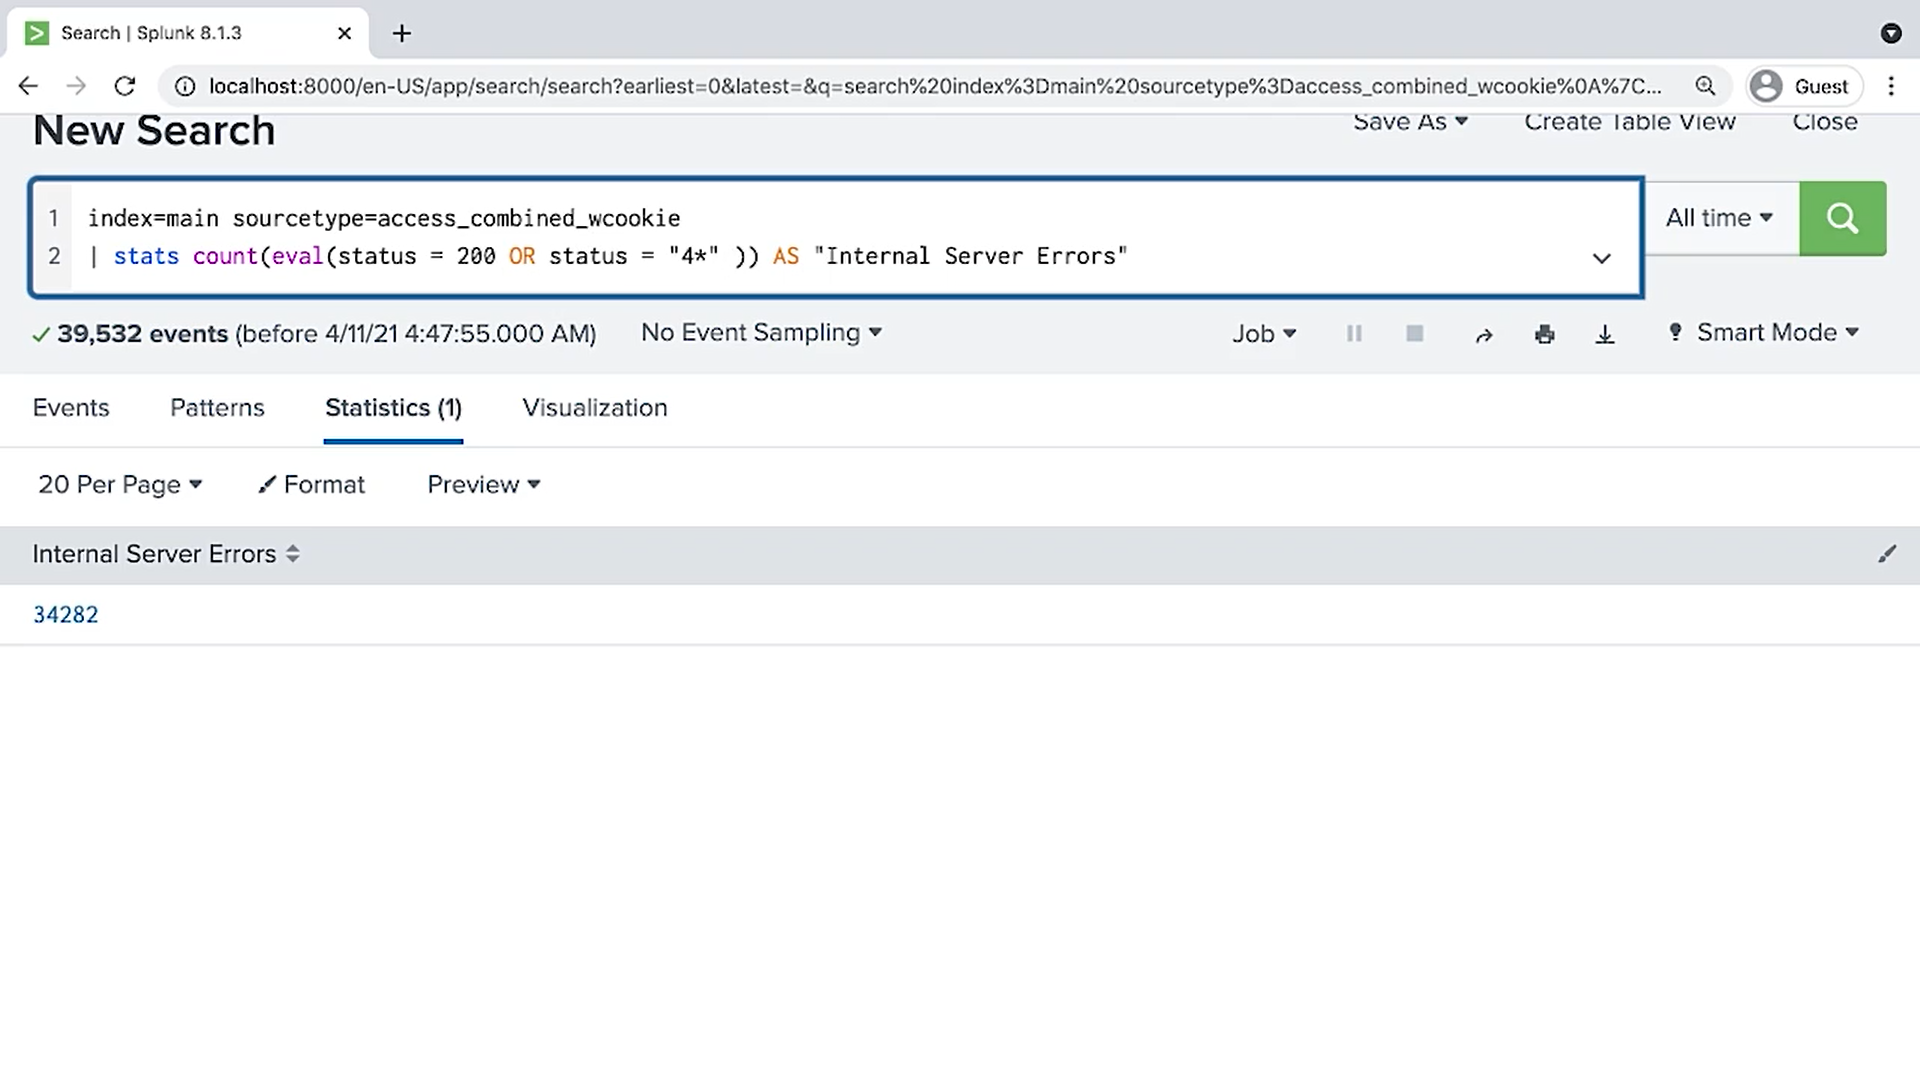 Search | Splunk 8.1.3
localhost:8000/en-US/app/search/search?earliest=0&latest=&q=search%20index%3Dmain%20sourcetype%3Daccess_combined_wcookie%0A%7C...
Guest
New Search
Save As
Create Table View
Close
1 index=main sourcetype=access_combined_wcookie
2 | stats count(eval(status = 200 OR status = "4*" )) AS "Internal Server Errors"
All time
39,532 events (before 4/11/21 4:47:55.000 AM)
No Event Sampling
Job
Smart Mode
Events
Patterns
Statistics (1)
Visualization
20 Per Page
Format
Preview
Internal Server Errors
34282